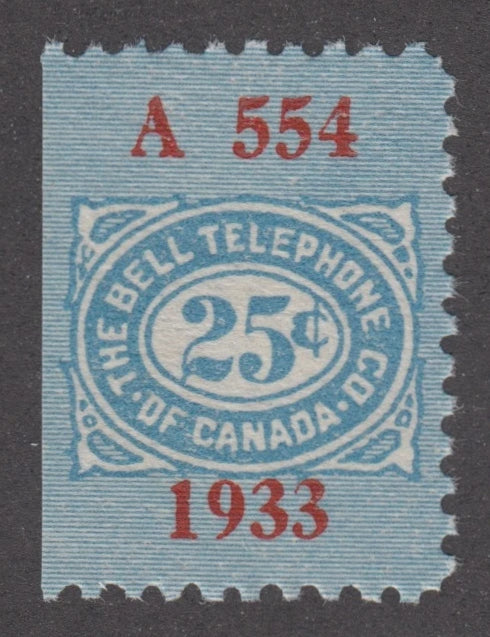 A 554
THE BELL TELEPHONE CO.
25¢
OF CANADA
1933